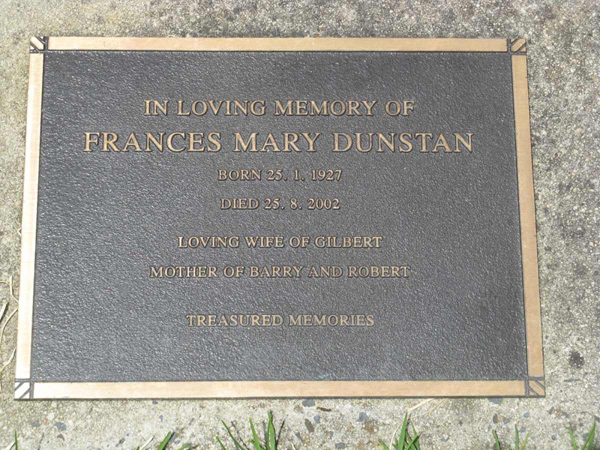 IN LOVING MEMORY OF
FRANCES MARY DUNSTAN
BORN 25. 1. 1927
DIED 25. 8. 2002
LOVING WIFE OF GILBERT
MOTHER OF BARRY AND ROBERT
TREASURED MEMORIES